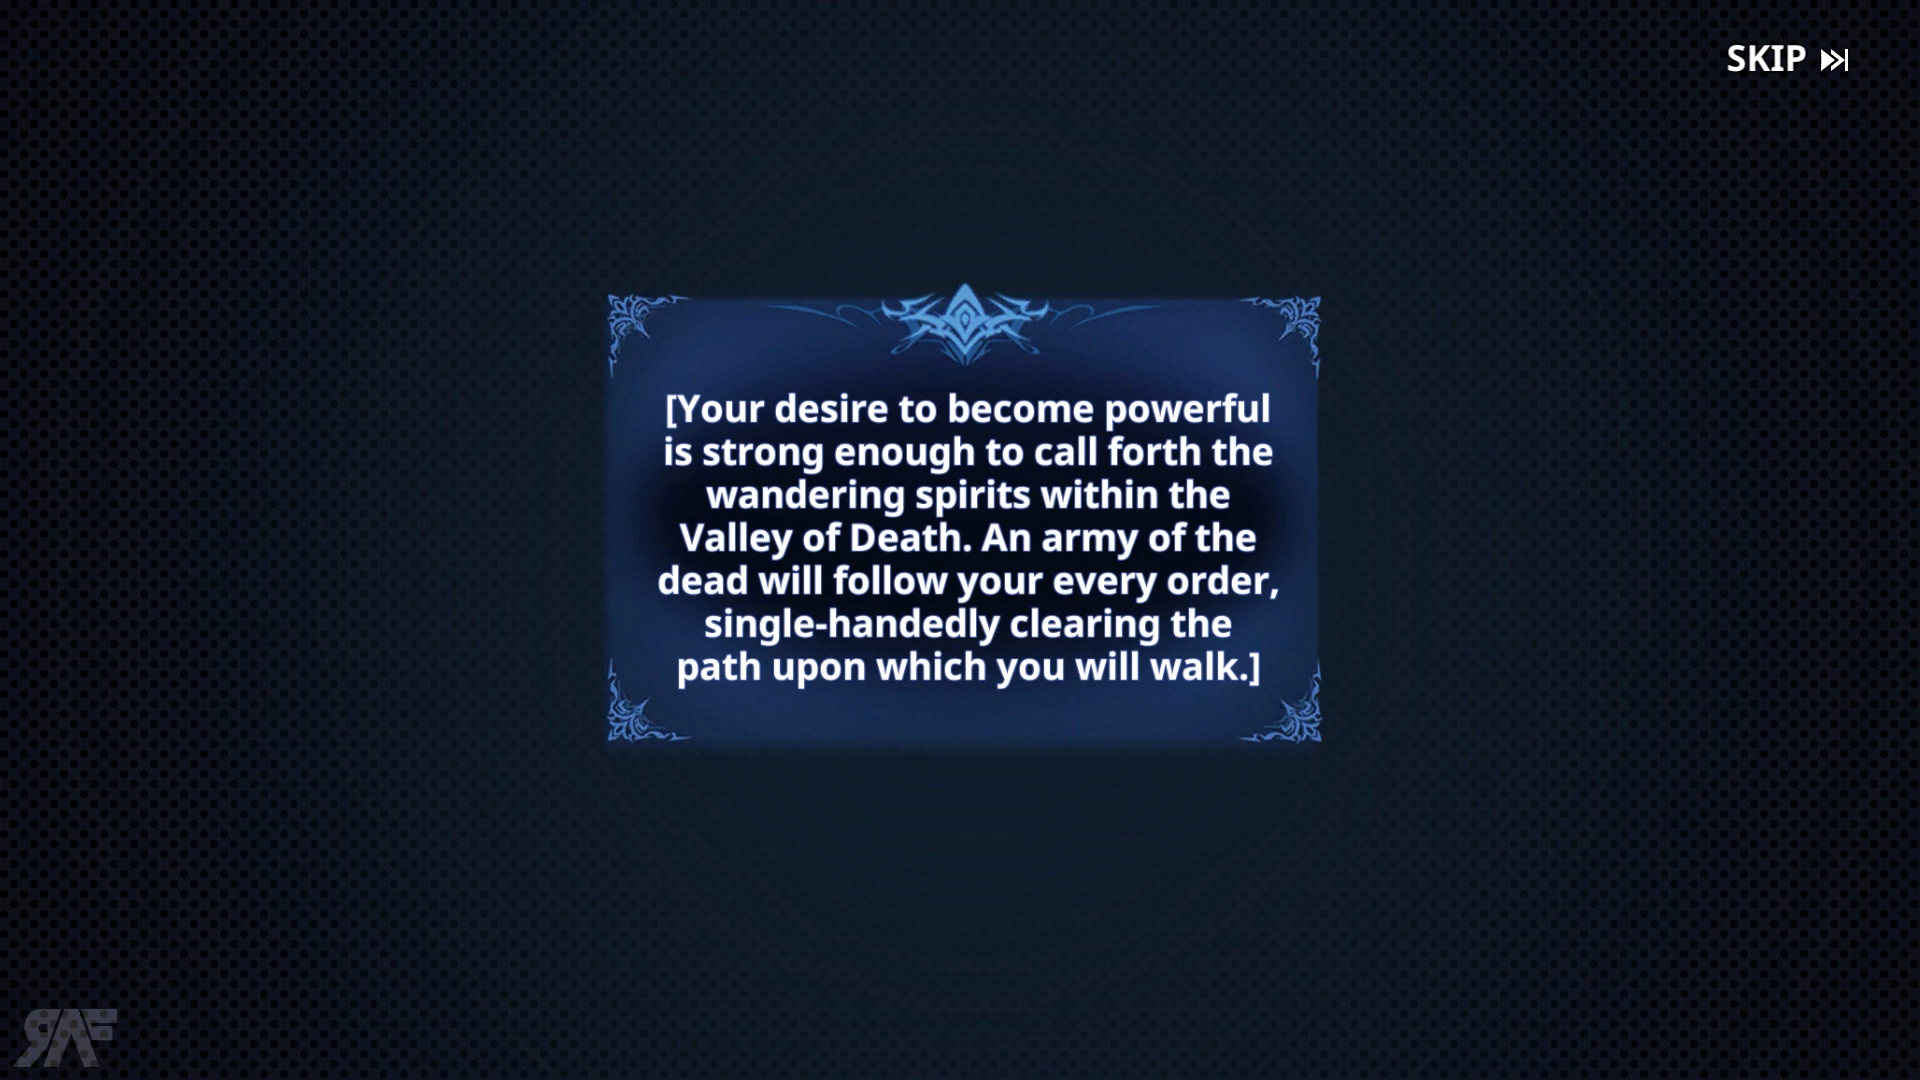 SKIP
[Your desire to become powerful
is strong enough to call forth the
wandering spirits within the
Valley of Death. An army of the
dead will follow your every order,
single-handedly clearing the
path upon which you will walk.]